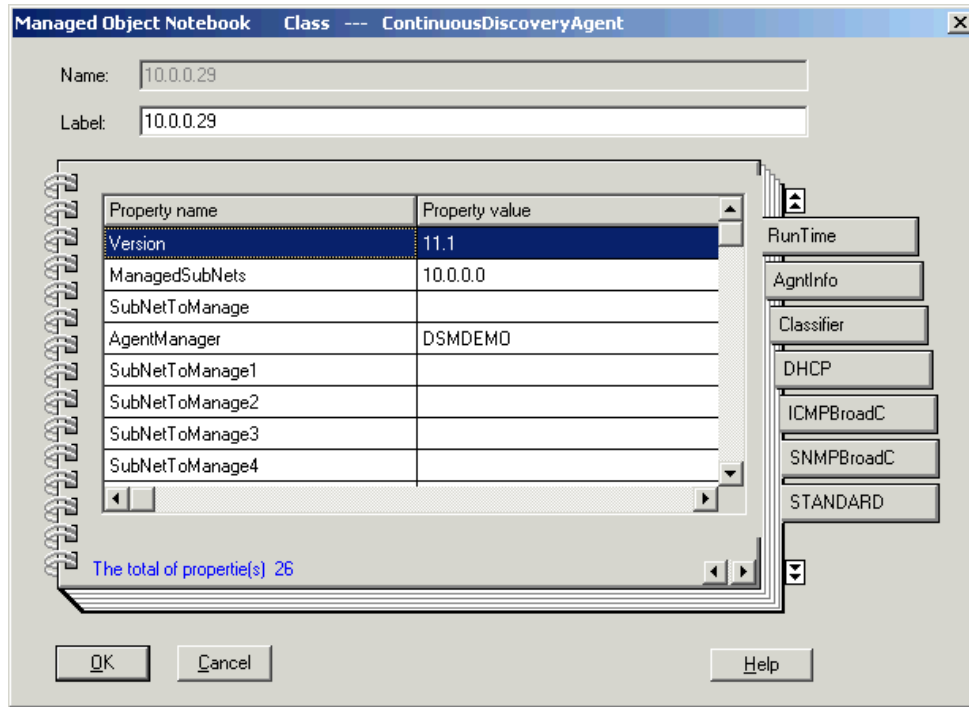 Managed Object Notebook Class --- ContinuousDiscoveryAgent
Name: 10.0.0.29
Label: 10.0.0.29
Property name Property value
Version 11.1
ManagedSubNets 10.0.0.0
SubNetToManage
AgentManager DSMDEMO
SubNetToManage1
SubNetToManage2
SubNetToManage3
SubNetToManage4
The total of propertie(s) 26
RunTime
AgntInfo
Classifier
DHCP
ICMPBroadC
SNMPBroadC
STANDARD
OK Cancel Help